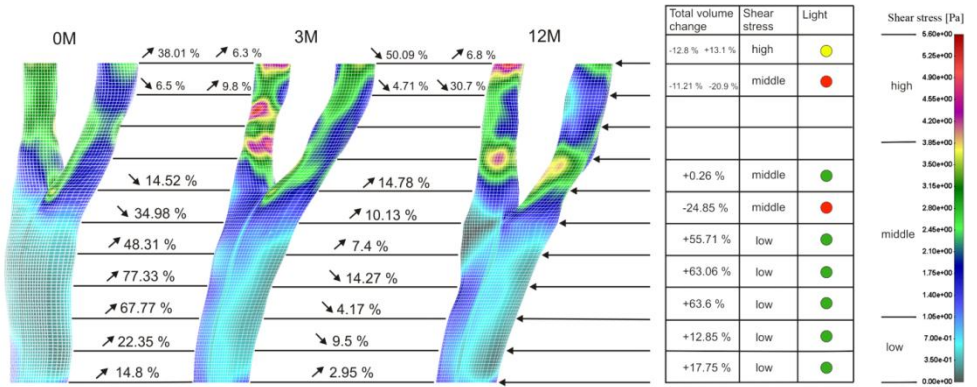 0M
3M
12M
↗ 38.01 % ↗ 6.3 %
↘ 50.09 % ↗ 6.8 %
↘ 6.5 % ↗ 9.8 %
↘ 4.71 % ↘ 30.7 %
↘ 14.52 %
↗ 14.78 %
↘ 34.98 %
↗ 10.13 %
↗ 48.31 %
↗ 7.4 %
↗ 77.33 %
↘ 14.27 %
↗ 67.77 %
↘ 4.17 %
↗ 22.35 %
↘ 9.5 %
↗ 14.8 %
↗ 2.95 %
Total volume change
Shear stress
Light
-12.8 % +13.1 % high
-11.21 % -20.9 % middle
+0.26 % middle
-24.85 % middle
+55.71 % low
+63.06 % low
+63.6 % low
+12.85 % low
+17.75 % low
Shear stress [Pa]
high
middle
low
5.60e+00
5.25e+00
4.90e+00
4.55e+00
4.20e+00
3.85e+00
3.50e+00
3.15e+00
2.80e+00
2.45e+00
2.10e+00
1.75e+00
1.40e+00
1.05e+00
7.00e-01
3.50e-01
0.00e+00